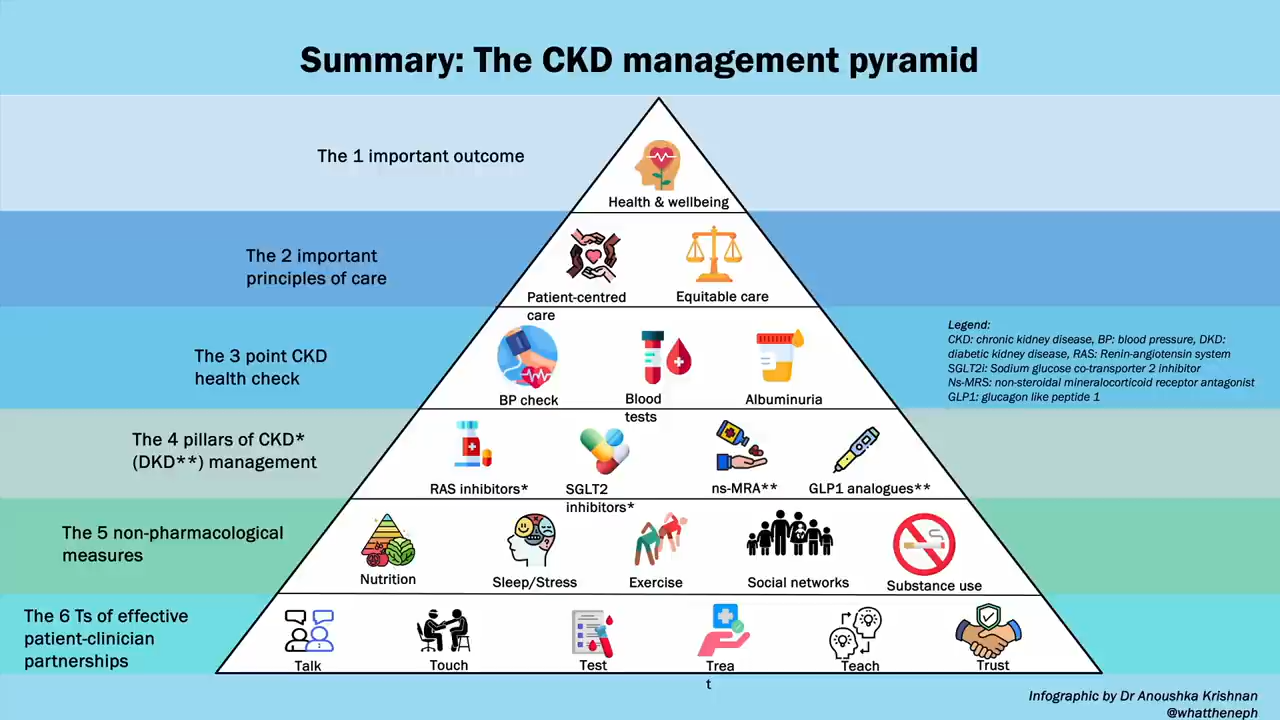 Summary: The CKD management pyramid
The 1 important outcome
Health & wellbeing
The 2 important
principles of care
Patient-centred
care
Equitable care
The 3 point CKD
health check
BP check
Blood
tests
Albuminuria
Legend:
CKD: chronic kidney disease, BP: blood pressure, DKD:
diabetic kidney disease, RAS: Renin-angiotensin system
SGLT2i: Sodium glucose co-transporter 2 inhibitor
Ns-MRS: non-steroidal mineralocorticoid receptor antagonist
GLP1: glucagon like peptide 1
The 4 pillars of CKD*
(DKD**) management
RAS inhibitors*
SGLT2
inhibitors*
ns-MRA**
GLP1 analogues**
The 5 non-pharmacological
measures
Nutrition
Sleep/Stress
Exercise
Social networks
Substance use
The 6 Ts of effective
patient-clinician
partnerships
Talk
Touch
Test
Trea
t
Teach
Trust
Infographic by Dr Anoushka Krishnan
@whattheneph